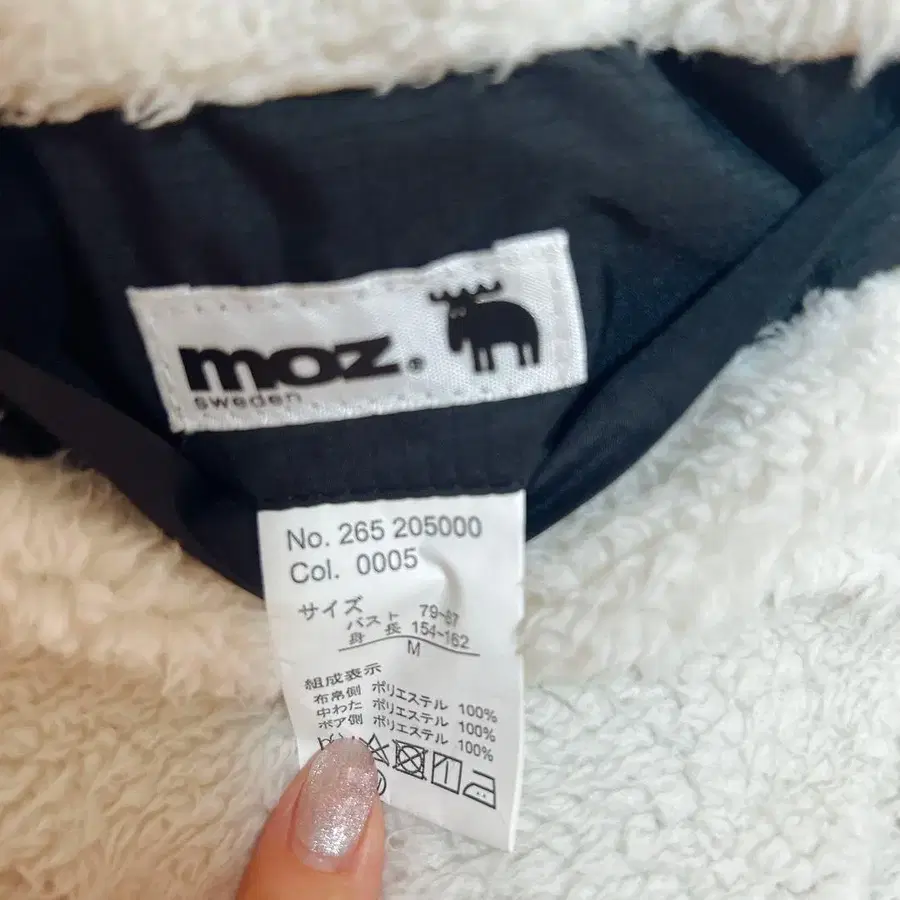 moz®
sweden
No. 265 205000
Col. 0005
サイズ
バスト 79~87
身長 154~162
M
組成表示
布帛側 ポリエステル 100%
中わた ポリエステル 100%
ボア側 ポリエステル 100%